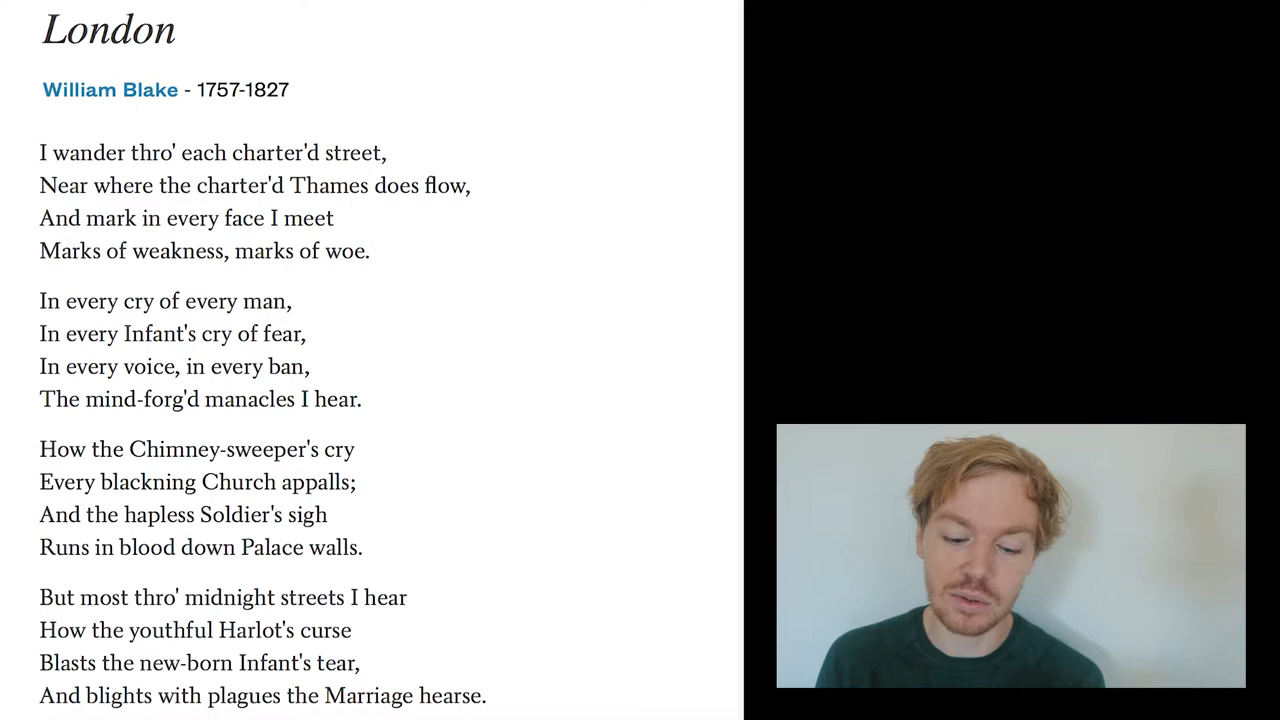 London
William Blake - 1757-1827
I wander thro' each charter'd street,
Near where the charter'd Thames does flow,
And mark in every face I meet
Marks of weakness, marks of woe.
In every cry of every man,
In every Infant's cry of fear,
In every voice, in every ban,
The mind-forg'd manacles I hear.
How the Chimney-sweeper's cry
Every blackning Church appalls;
And the hapless Soldier's sigh
Runs in blood down Palace walls.
But most thro' midnight streets I hear
How the youthful Harlot's curse
Blasts the new-born Infant's tear,
And blights with plagues the Marriage hearse.